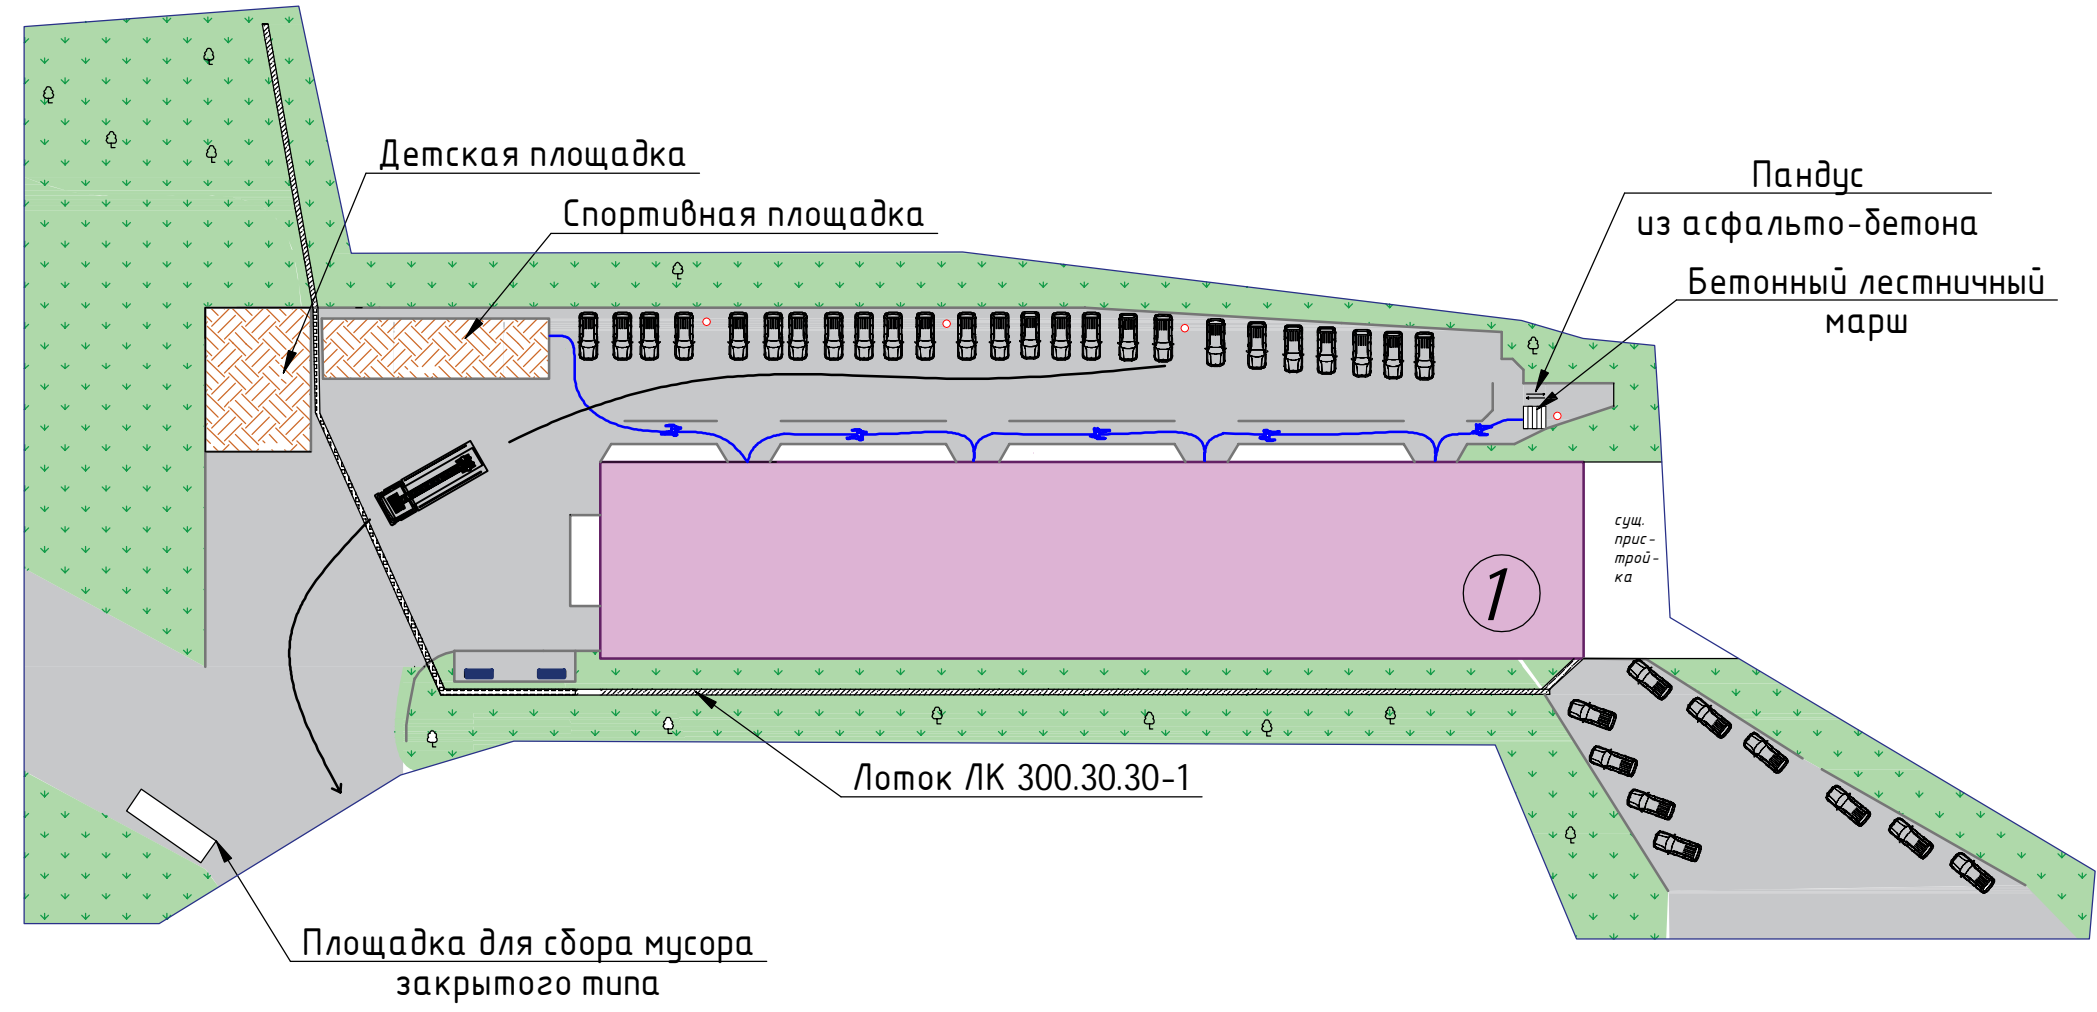 Детская площадка
Спортивная площадка
Пандус
из асфальто-бетона
Бетонный лестничный
марш
сущ.
прис-
трой-
ка
1
Лоток ЛК 300.30.30-1
Площадка для сбора мусора
закрытого типа